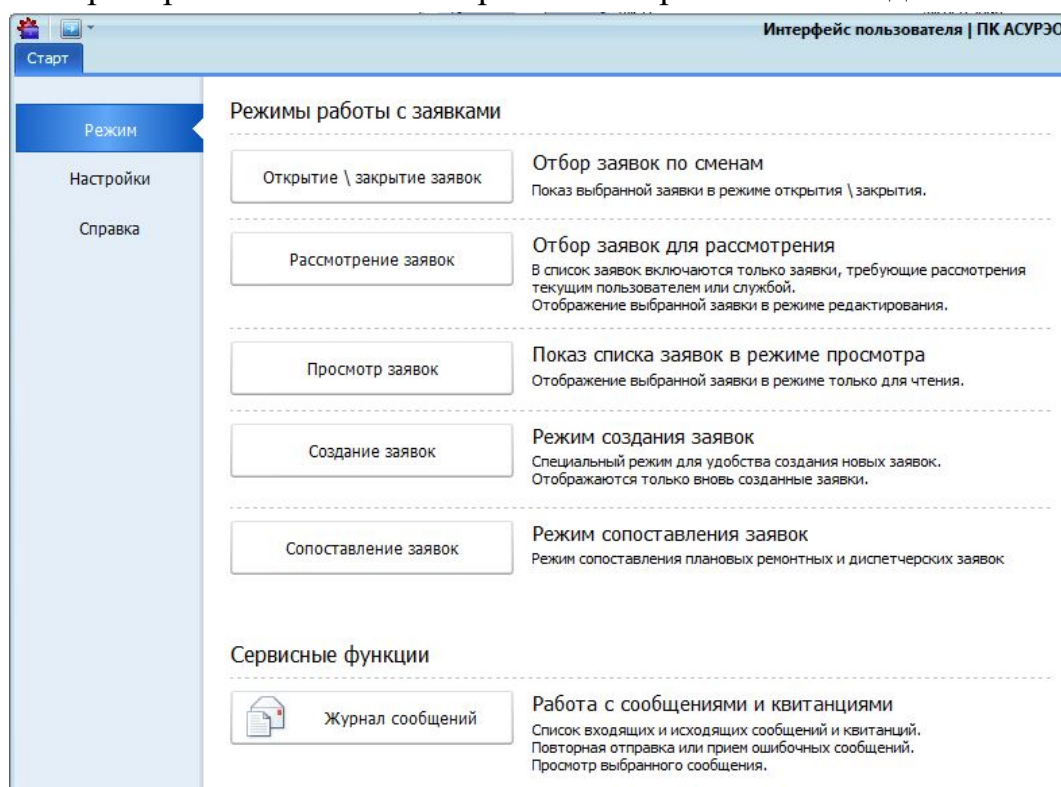 Интерфейс пользователя | ПК АСУРЭО
Старт
Режим
Настройки
Справка
Режимы работы с заявками
Открытие \ закрытие заявок
Отбор заявок по сменам
Показ выбранной заявки в режиме открытия \ закрытия.
Рассмотрение заявок
Отбор заявок для рассмотрения
В список заявок включаются только заявки, требующие рассмотрения
текущим пользователем или службой.
Отображение выбранной заявки в режиме редактирования.
Просмотр заявок
Показ списка заявок в режиме просмотра
Отображение выбранной заявки в режиме только для чтения.
Создание заявок
Режим создания заявок
Специальный режим для удобства создания новых заявок.
Отображаются только вновь созданные заявки.
Сопоставление заявок
Режим сопоставления заявок
Режим сопоставления плановых ремонтных и диспетчерских заявок
Сервисные функции
Журнал сообщений
Работа с сообщениями и квитанциями
Список входящих и исходящих сообщений и квитанций.
Повторная отправка или прием ошибочных сообщений.
Просмотр выбранного сообщения.